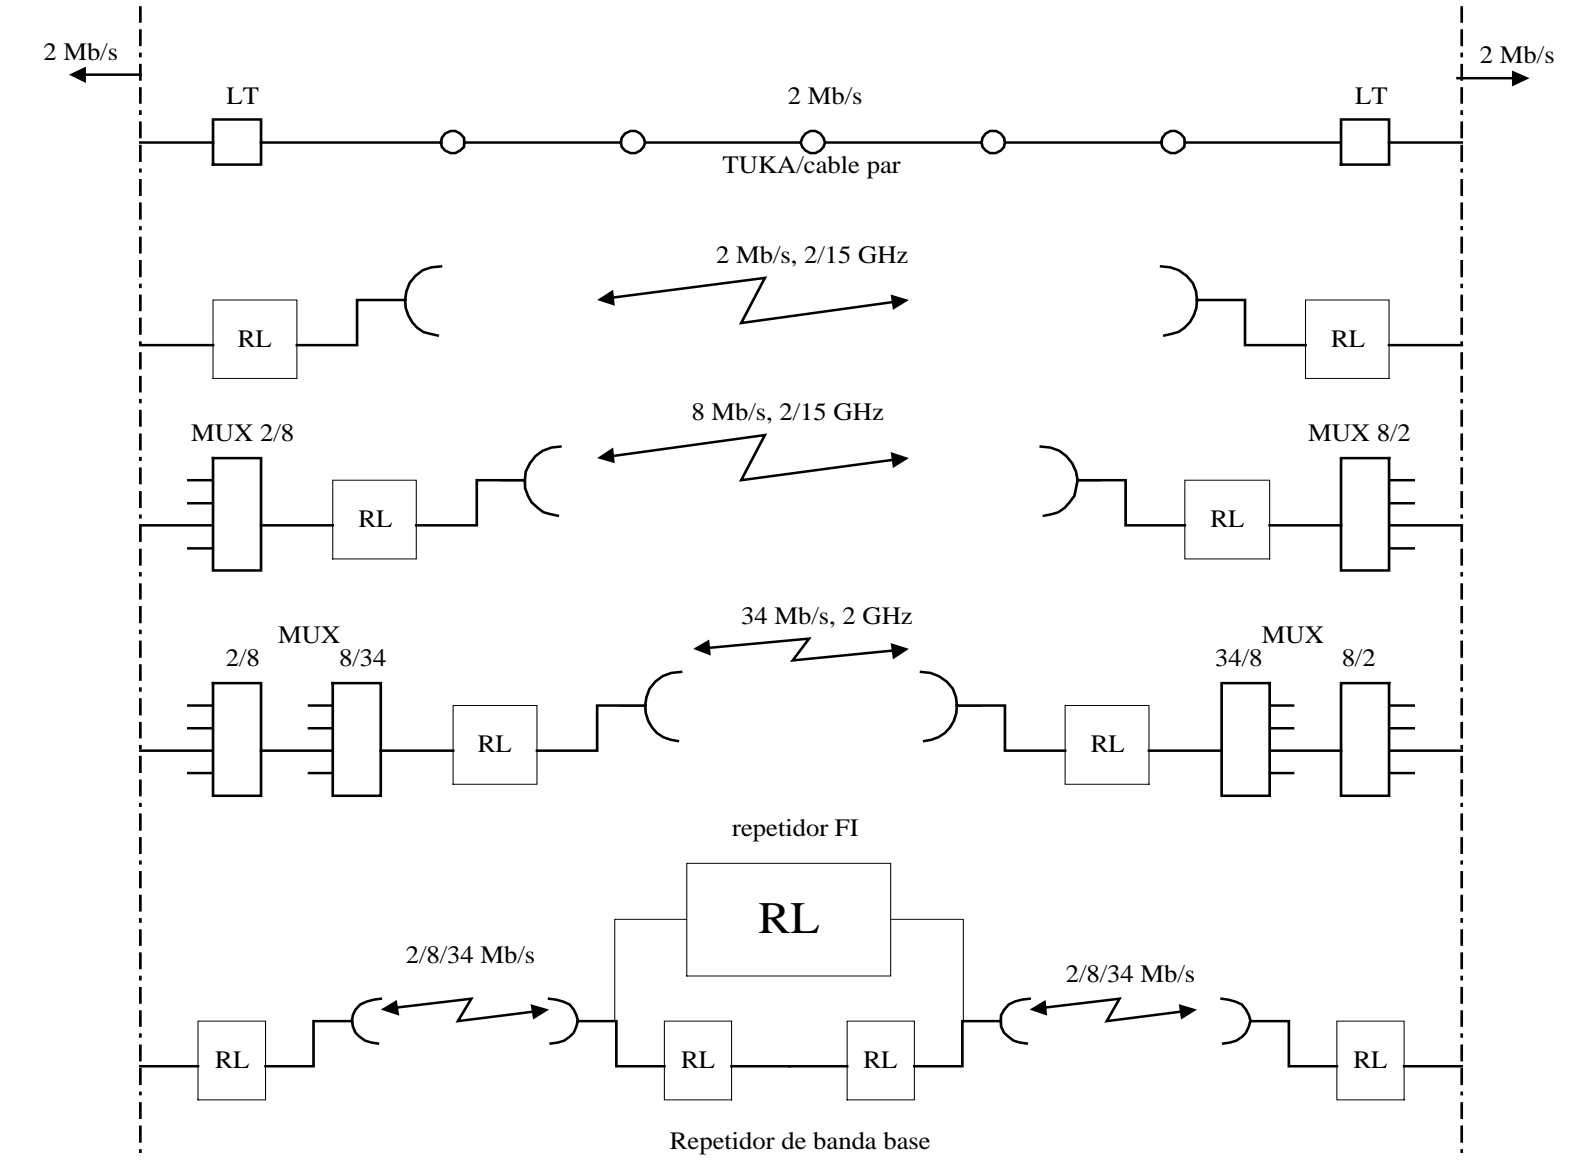 2 Mb/s
2 Mb/s
LT
2 Mb/s
LT
TUKA/cable par
2 Mb/s, 2/15 GHz
RL
RL
8 Mb/s, 2/15 GHz
MUX 2/8
MUX 8/2
RL
RL
34 Mb/s, 2 GHz
MUX
MUX
2/8
8/34
34/8
8/2
RL
RL
repetidor FI
RL
2/8/34 Mb/s
2/8/34 Mb/s
RL
RL
RL
RL
Repetidor de banda base